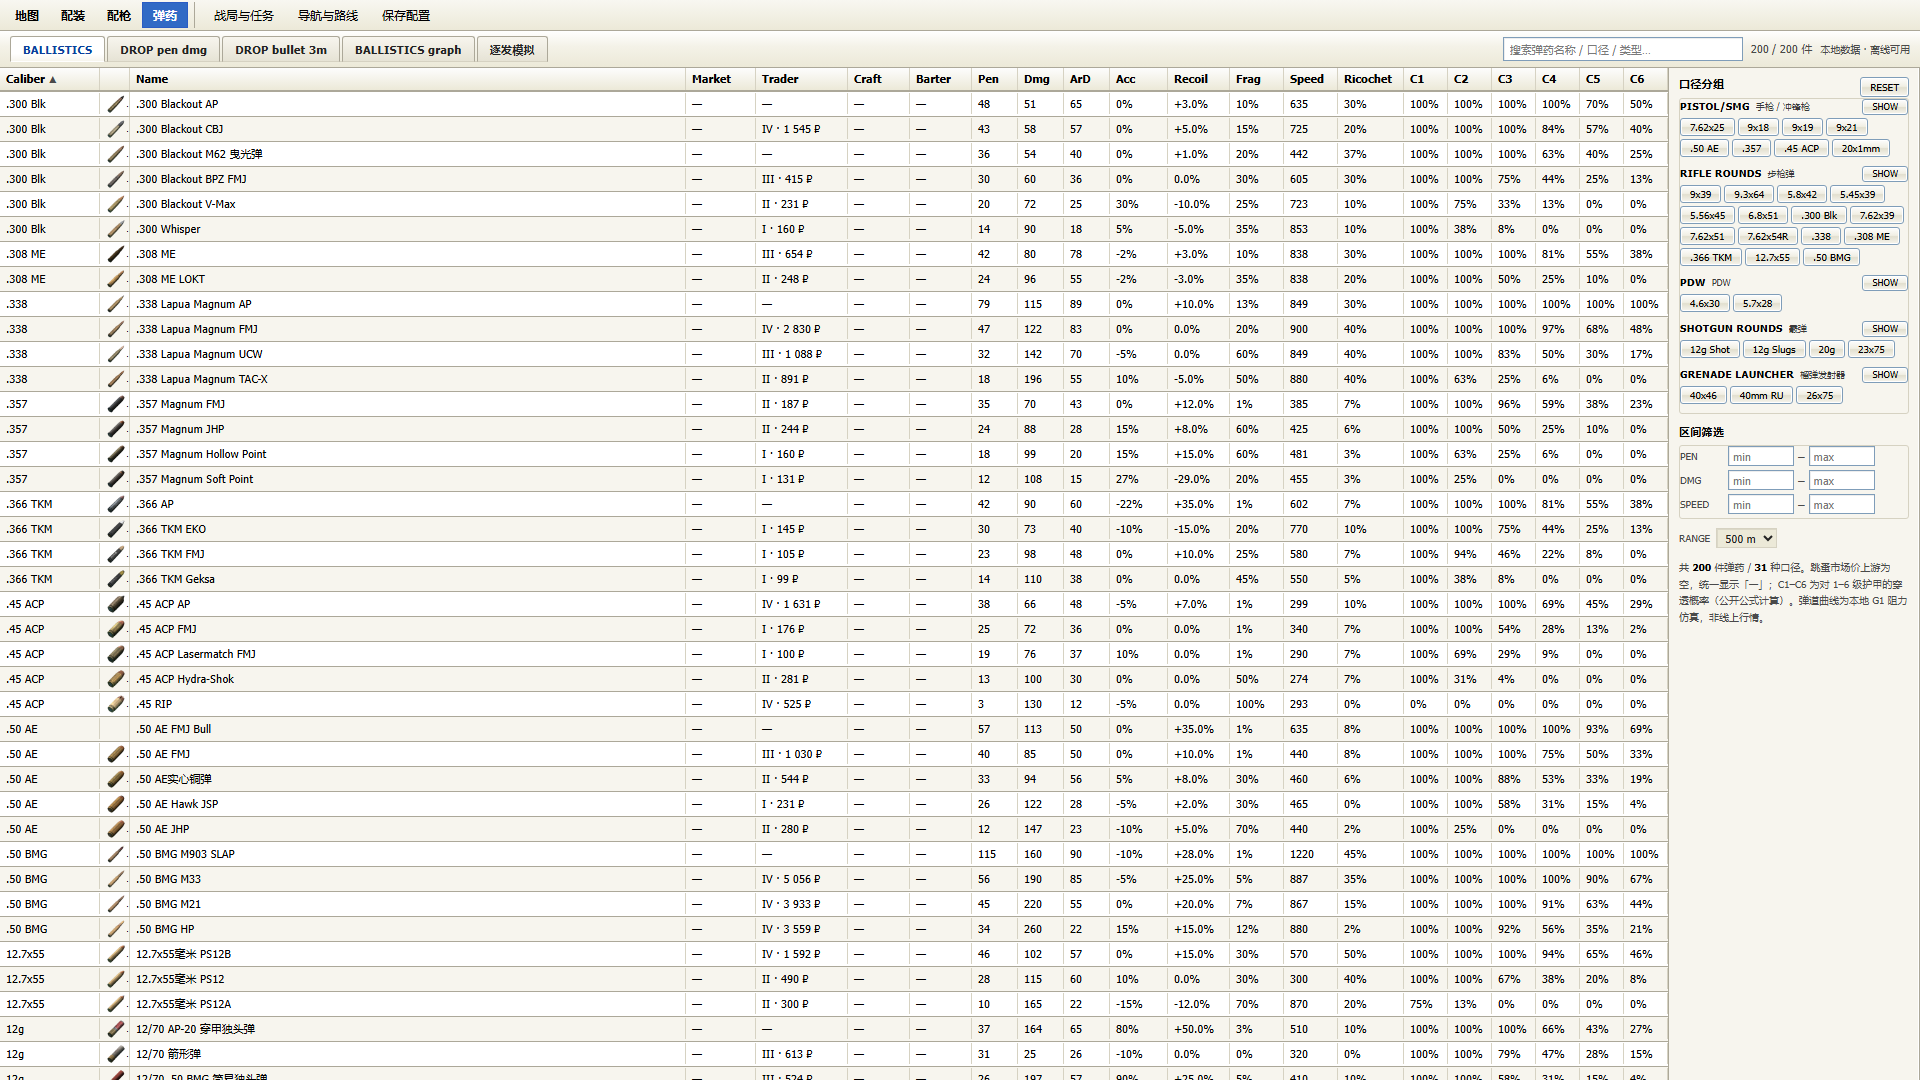 地图 配装 配枪 弹药 战局与任务 导航与路线 保存配置
BALLISTICS DROP pen dmg DROP bullet 3m BALLISTICS graph 逐发模拟 搜索弹药名称 / 口径 / 类型... 200 / 200 件 本地数据 · 离线可用
Caliber ▲ Name Market Trader Craft Barter Pen Dmg ArD Acc Recoil Frag Speed Ricochet C1 C2 C3 C4 C5 C6
.300 Blk .300 Blackout AP — — — — 48 51 65 0% +3.0% 10% 635 30% 100% 100% 100% 100% 70% 50%
.300 Blk .300 Blackout CBJ — IV · 1 545 ₽ — — 43 58 57 0% +5.0% 15% 725 20% 100% 100% 100% 84% 57% 40%
.300 Blk .300 Blackout M62 曳光弹 — — — — 36 54 40 0% +1.0% 20% 442 37% 100% 100% 100% 63% 40% 25%
.300 Blk .300 Blackout BPZ FMJ — III · 415 ₽ — — 30 60 36 0% 0.0% 30% 605 30% 100% 100% 75% 44% 25% 13%
.300 Blk .300 Blackout V-Max — II · 231 ₽ — — 20 72 25 30% -10.0% 25% 723 10% 100% 75% 33% 13% 0% 0%
.300 Blk .300 Whisper — I · 160 ₽ — — 14 90 18 5% -5.0% 35% 853 10% 100% 38% 8% 0% 0% 0%
.308 ME .308 ME — III · 654 ₽ — — 42 80 78 -2% +3.0% 10% 838 30% 100% 100% 100% 81% 55% 38%
.308 ME .308 ME LOKT — II · 248 ₽ — — 24 96 55 -2% -3.0% 35% 838 20% 100% 100% 50% 25% 10% 0%
.338 .338 Lapua Magnum AP — — — — 79 115 89 0% +10.0% 13% 849 30% 100% 100% 100% 100% 100% 100%
.338 .338 Lapua Magnum FMJ — IV · 2 830 ₽ — — 47 122 83 0% 0.0% 20% 900 40% 100% 100% 100% 97% 68% 48%
.338 .338 Lapua Magnum UCW — III · 1 088 ₽ — — 32 142 70 -5% 0.0% 60% 849 40% 100% 100% 83% 50% 30% 17%
.338 .338 Lapua Magnum TAC-X — II · 891 ₽ — — 18 196 55 10% -5.0% 50% 880 40% 100% 63% 25% 6% 0% 0%
.357 .357 Magnum FMJ — II · 187 ₽ — — 35 70 43 0% +12.0% 1% 385 7% 100% 100% 96% 59% 38% 23%
.357 .357 Magnum JHP — II · 244 ₽ — — 24 88 28 15% +8.0% 60% 425 6% 100% 100% 50% 25% 10% 0%
.357 .357 Magnum Hollow Point — I · 160 ₽ — — 18 99 20 15% +15.0% 60% 481 3% 100% 63% 25% 6% 0% 0%
.357 .357 Magnum Soft Point — I · 131 ₽ — — 12 108 15 27% -29.0% 20% 455 3% 100% 25% 0% 0% 0% 0%
.366 TKM .366 AP — — — — 42 90 60 -22% +35.0% 1% 602 7% 100% 100% 100% 81% 55% 38%
.366 TKM .366 TKM EKO — I · 145 ₽ — — 30 73 40 -10% -15.0% 20% 770 10% 100% 100% 75% 44% 25% 13%
.366 TKM .366 TKM FMJ — I · 105 ₽ — — 23 98 48 0% +10.0% 25% 580 7% 100% 94% 46% 22% 8% 0%
.366 TKM .366 TKM Geksa — I · 99 ₽ — — 14 110 38 0% 0.0% 45% 550 5% 100% 38% 8% 0% 0% 0%
.45 ACP .45 ACP AP — IV · 1 631 ₽ — — 38 66 48 -5% +7.0% 1% 299 10% 100% 100% 100% 69% 45% 29%
.45 ACP .45 ACP FMJ — I · 176 ₽ — — 25 72 36 0% 0.0% 1% 340 7% 100% 100% 54% 28% 13% 2%
.45 ACP .45 ACP Lasermatch FMJ — I · 100 ₽ — — 19 76 37 10% 0.0% 1% 290 7% 100% 69% 29% 9% 0% 0%
.45 ACP .45 ACP Hydra-Shok — II · 281 ₽ — — 13 100 30 0% 0.0% 50% 274 7% 100% 31% 4% 0% 0% 0%
.45 ACP .45 RIP — IV · 525 ₽ — — 3 130 12 -5% 0.0% 100% 293 0% 0% 0% 0% 0% 0% 0%
.50 AE .50 AE FMJ Bull — — — — 57 113 50 0% +35.0% 1% 635 8% 100% 100% 100% 100% 93% 69%
.50 AE .50 AE FMJ — III · 1 030 ₽ — — 40 85 50 0% +10.0% 1% 440 8% 100% 100% 100% 75% 50% 33%
.50 AE .50 AE实心铜弹 — II · 544 ₽ — — 33 94 56 5% +8.0% 30% 460 6% 100% 100% 88% 53% 33% 19%
.50 AE .50 AE Hawk JSP — I · 231 ₽ — — 26 122 28 -5% +2.0% 30% 465 0% 100% 100% 58% 31% 15% 4%
.50 AE .50 AE JHP — II · 280 ₽ — — 12 147 23 -10% +5.0% 70% 440 2% 100% 25% 0% 0% 0% 0%
.50 BMG .50 BMG M903 SLAP — — — — 115 160 90 -10% +28.0% 1% 1220 45% 100% 100% 100% 100% 100% 100%
.50 BMG .50 BMG M33 — IV · 5 056 ₽ — — 56 190 85 -5% +25.0% 5% 887 35% 100% 100% 100% 100% 90% 67%
.50 BMG .50 BMG M21 — IV · 3 933 ₽ — — 45 220 55 0% +20.0% 7% 867 15% 100% 100% 100% 91% 63% 44%
.50 BMG .50 BMG HP — IV · 3 559 ₽ — — 34 260 22 15% +15.0% 12% 880 2% 100% 100% 92% 56% 35% 21%
12.7x55 12.7x55毫米 PS12B — IV · 1 592 ₽ — — 46 102 57 0% +15.0% 30% 570 50% 100% 100% 100% 94% 65% 46%
12.7x55 12.7x55毫米 PS12 — II · 490 ₽ — — 28 115 60 10% 0.0% 30% 300 40% 100% 100% 67% 38% 20% 8%
12.7x55 12.7x55毫米 PS12A — II · 300 ₽ — — 10 165 22 -15% -12.0% 70% 870 20% 75% 13% 0% 0% 0% 0%
12g 12/70 AP-20 穿甲独头弹 — — — — 37 164 65 80% +50.0% 3% 510 10% 100% 100% 100% 66% 43% 27%
12g 12/70 箭形弹 — III · 613 ₽ — — 31 25 26 -10% 0.0% 0% 320 0% 100% 100% 79% 47% 28% 15%
12g 12/70 .50 BMG 简易独头弹 — III · 524 ₽ — — 26 197 57 90% +25.0% 5% 410 10% 100% 100% 58% 31% 15% 4%
口径分组 RESET
PISTOL/SMG 手枪 / 冲锋枪 SHOW
7.62x25 9x18 9x19 9x21
.50 AE .357 .45 ACP 20x1mm
RIFLE ROUNDS 步枪弹 SHOW
9x39 9.3x64 5.8x42 5.45x39
5.56x45 6.8x51 .300 Blk 7.62x39
7.62x51 7.62x54R .338 .308 ME
.366 TKM 12.7x55 .50 BMG
PDW PDW SHOW
4.6x30 5.7x28
SHOTGUN ROUNDS 霰弹 SHOW
12g Shot 12g Slugs 20g 23x75
GRENADE LAUNCHER 榴弹发射器 SHOW
40x46 40mm RU 26x75
区间筛选
PEN min – max
DMG min – max
SPEED min – max
RANGE 500 m
共 200 件弹药 / 31 种口径。跳蚤市场价上游为
空，统一显示「—」；C1–C6 为对 1–6 级护甲的穿
透概率（公开公式计算）。弹道曲线为本地 G1 阻力
仿真，非线上行情。